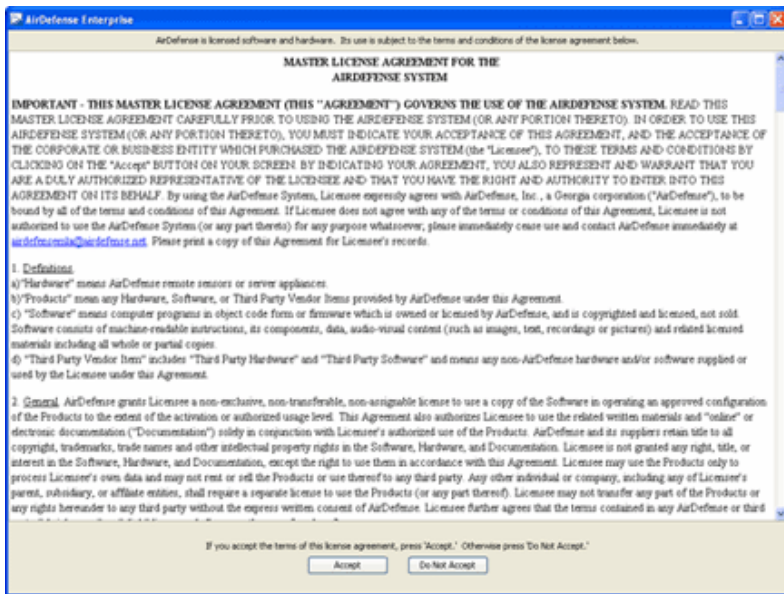 AirDefense Enterprise
AirDefense is licensed software and hardware. Its use is subject to the terms and conditions of the license agreement below.
MASTER LICENSE AGREEMENT FOR THE
AIRDEFENSE SYSTEM
IMPORTANT - THIS MASTER LICENSE AGREEMENT (THIS "AGREEMENT") GOVERNS THE USE OF THE AIRDEFENSE SYSTEM. READ THIS
MASTER LICENSE AGREEMENT CAREFULLY PRIOR TO USING THE AIRDEFENSE SYSTEM (OR ANY PORTION THERETO). IN ORDER TO USE THIS
AIRDEFENSE SYSTEM (OR ANY PORTION THERETO), YOU MUST INDICATE YOUR ACCEPTANCE OF THIS AGREEMENT, AND THE ACCEPTANCE OF
THE CORPORATE OR BUSINESS ENTITY WHICH PURCHASED THE AIRDEFENSE SYSTEM (the "Licensee"), TO THESE TERMS AND CONDITIONS BY
CLICKING ON THE "Accept" BUTTON ON YOUR SCREEN. BY INDICATING YOUR AGREEMENT, YOU ALSO REPRESENT AND WARRANT THAT YOU
ARE A DULY AUTHORIZED REPRESENTATIVE OF THE LICENSEE AND THAT YOU HAVE THE RIGHT AND AUTHORITY TO ENTER INTO THIS
AGREEMENT ON ITS BEHALF. By using the AirDefense System, Licensee expressly agrees with AirDefense, Inc., a Georgia corporation ("AirDefense"), to be
bound by all of the terms and conditions of this Agreement. If Licensee does not agree with any of the terms or conditions of this Agreement, Licensee is not
authorized to use the AirDefense System (or any part thereto) for any purpose whatsoever; please immediately cease use and contact AirDefense immediately at
airdefensemla@airdefense.net. Please print a copy of this Agreement for Licensee's records.
1. Definitions.
a)"Hardware" means AirDefense remote sensors or server appliances.
b)"Products" mean any Hardware, Software, or Third Party Vendor Items provided by AirDefense under this Agreement.
c) "Software" means computer programs in object code form or firmware which is owned or licensed by AirDefense, and is copyrighted and licensed, not sold.
Software consists of machine-readable instructions, its components, data, audio-visual content (such as images, text, recordings or pictures) and related licensed
materials including all whole or partial copies.
d) "Third Party Vendor Item" includes "Third Party Hardware" and "Third Party Software" and means any non-AirDefense hardware and/or software supplied or
used by the Licensee under this Agreement.
2. General. AirDefense grants Licensee a non-exclusive, non-transferable, non-assignable license to use a copy of the Software in operating an approved configuration
of the Products to the extent of the activation or authorized usage level. This Agreement also authorizes Licensee to use the related written materials and "online" or
electronic documentation ("Documentation") solely in conjunction with Licensee's authorized use of the Products. AirDefense and its suppliers retain title to all
copyright, trademarks, trade names and other intellectual property rights in the Software, Hardware, and Documentation. Licensee is not granted any right, title, or
interest in the Software, Hardware, and Documentation, except the right to use them in accordance with this Agreement. Licensee may use the Products only to
process Licensee's own data and may not rent or sell the Products or use thereof to any third party. Any other individual or company, including any of Licensee's
parent, subsidiary, or affiliate entities, shall require a separate license to use the Products (or any part thereof). Licensee may not transfer any part of the Products or
any rights hereunder to any third party without the express written consent of AirDefense. Licensee further agrees that the terms contained in any AirDefense or third
If you accept the terms of this license agreement, press 'Accept.' Otherwise press 'Do Not Accept.'
Accept
Do Not Accept